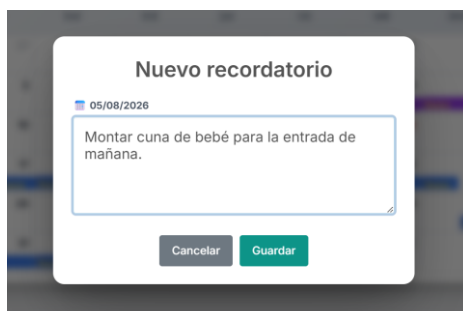 Nuevo recordatorio
05/08/2026
Montar cuna de bebé para la entrada de
mañana.
Cancelar
Guardar